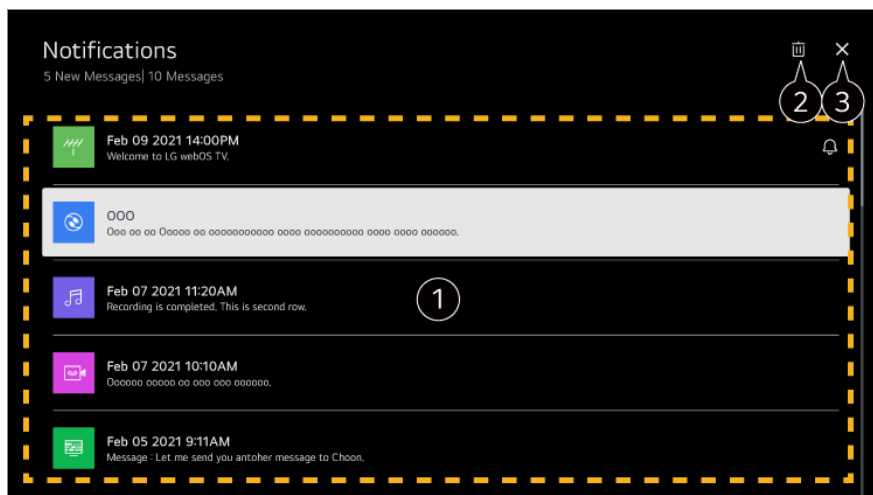 Notifications
5 New Messages| 10 Messages
2 3
Feb 09 2021 14:00PM
Welcome to LG webOS TV.
OOO
Ooo oo oo Ooooo oo ooooooooooo oooo oooooooooo oooo oooo oooooo.
Feb 07 2021 11:20AM
Recording is completed. This is second row.
1
Feb 07 2021 10:10AM
Oooooo ooooo oo ooo ooo oooooo.
Feb 05 2021 9:11AM
Message : Let me send you antoher message to Choon.